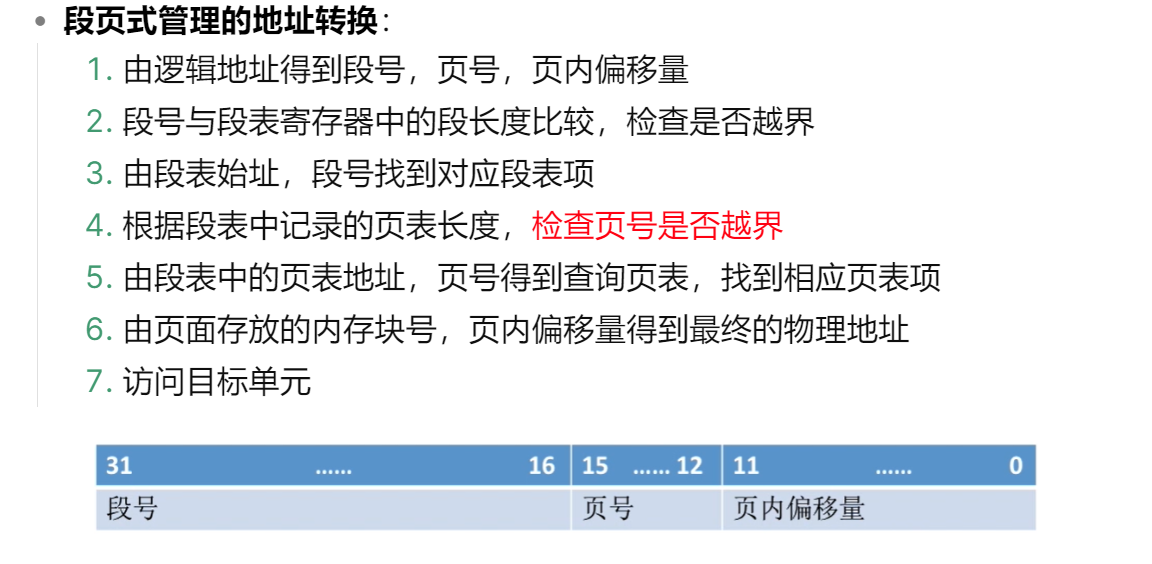 • 段页式管理的地址转换：
1. 由逻辑地址得到段号，页号，页内偏移量
2. 段号与段表寄存器中的段长度比较，检查是否越界
3. 由段表始址，段号找到对应段表项
4. 根据段表中记录的页表长度，检查页号是否越界
5. 由段表中的页表地址，页号得到查询页表，找到相应页表项
6. 由页面存放的内存块号，页内偏移量得到最终的物理地址
7. 访问目标单元
31 …… 16 15 …… 12 11 …… 0
段号 页号 页内偏移量